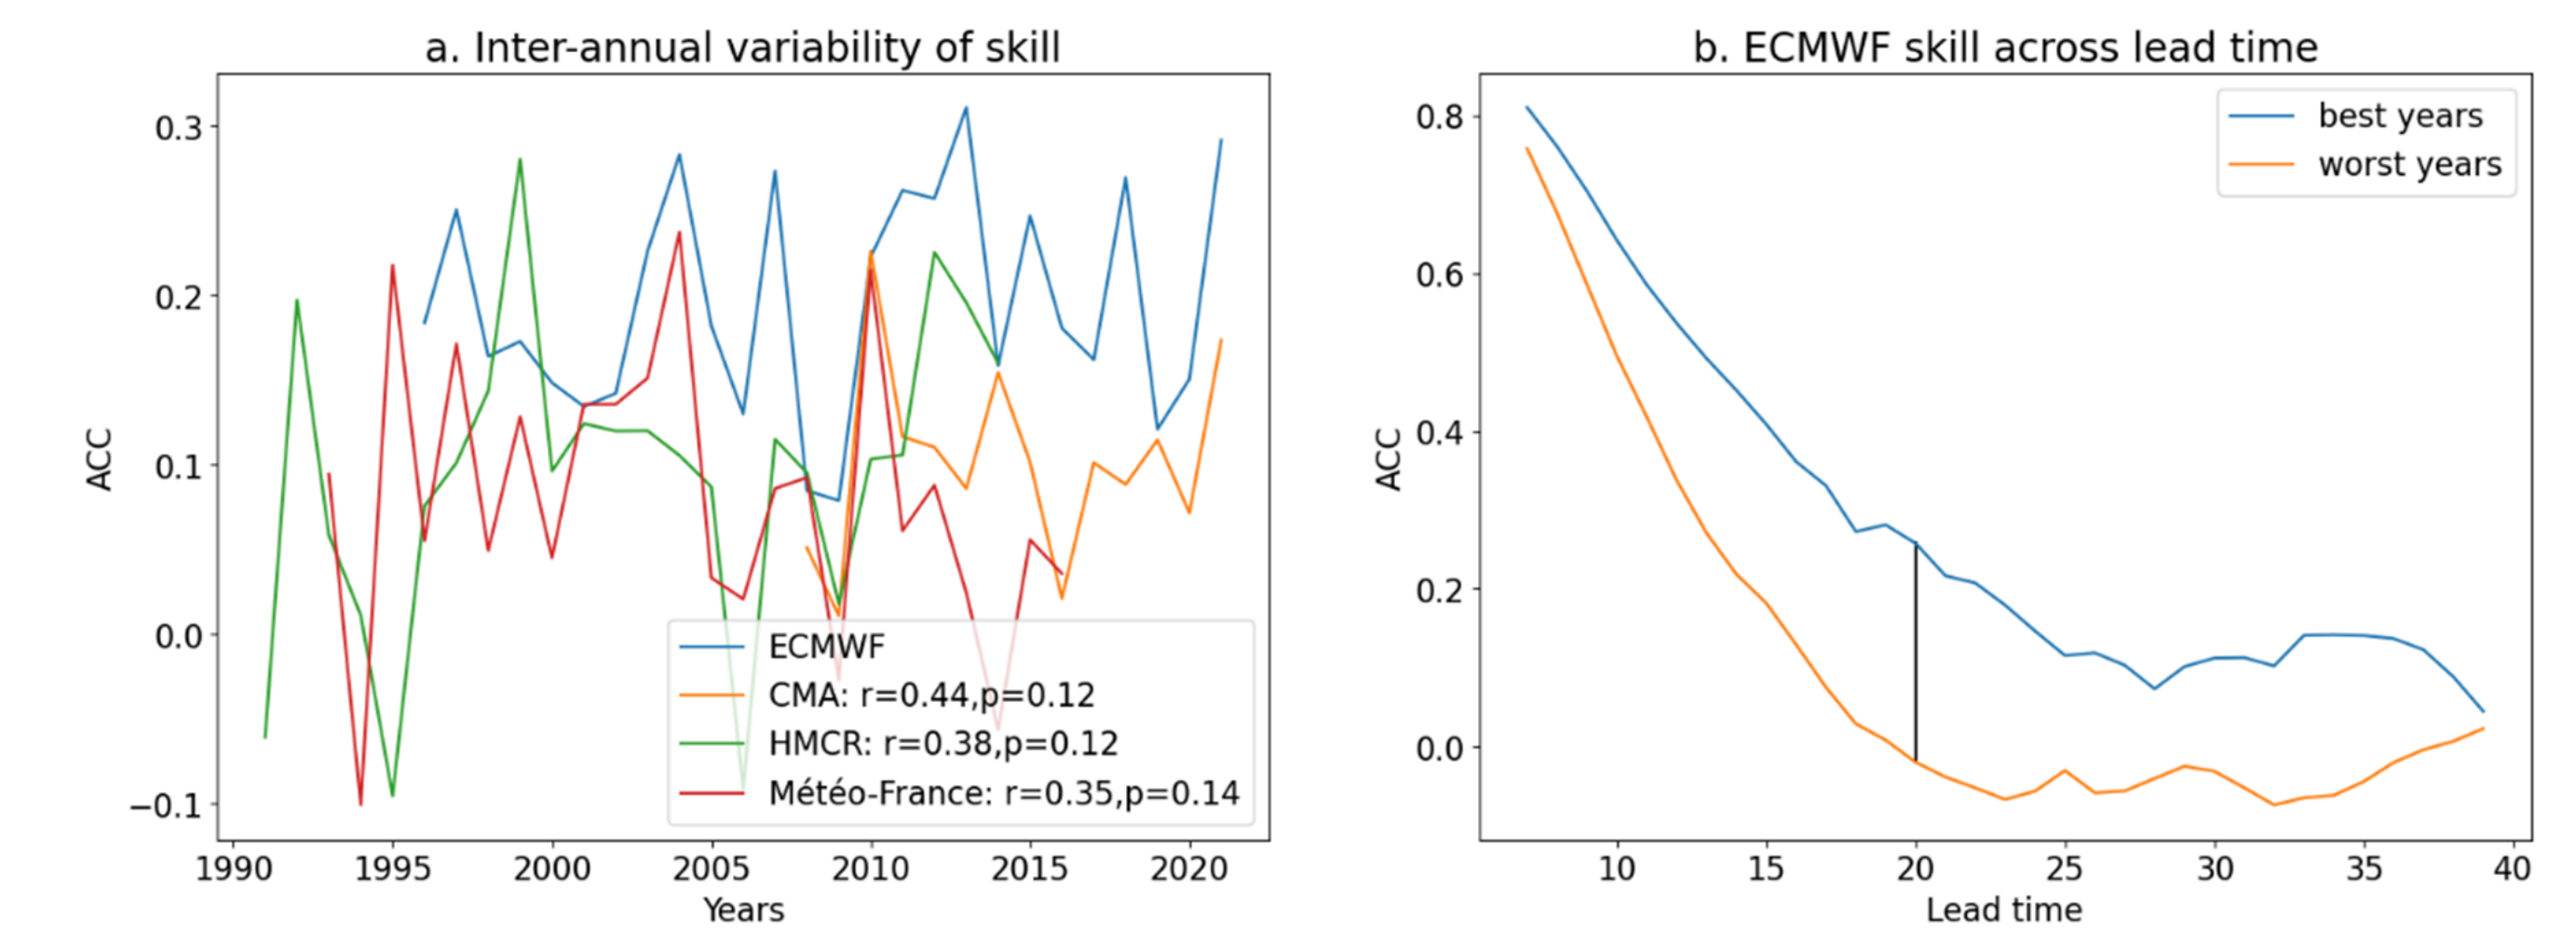 a. Inter-annual variability of skill
0.3
0.2
0.1
0.0
−0.1
ACC
1990 1995 2000 2005 2010 2015 2020
Years
ECMWF
CMA: r=0.44,p=0.12
HMCR: r=0.38,p=0.12
Météo-France: r=0.35,p=0.14
b. ECMWF skill across lead time
0.8
0.6
0.4
0.2
0.0
ACC
10 15 20 25 30 35 40
Lead time
best years
worst years